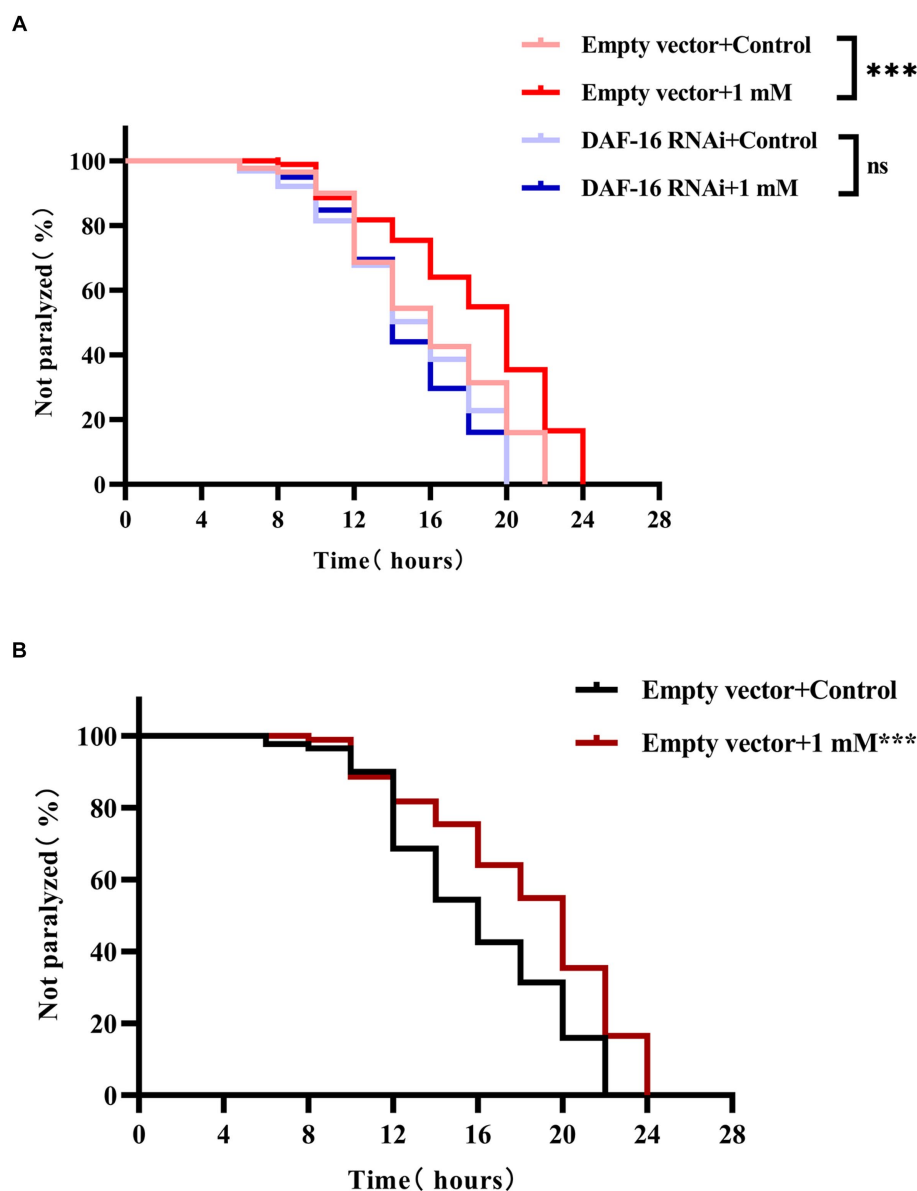 A
Empty vector+Control
Empty vector+1 mM
***
DAF-16 RNAi+Control
DAF-16 RNAi+1 mM
ns
Not paralyzed( %)
100
80
60
40
20
0
0 4 8 12 16 20 24 28
Time( hours)
B
Empty vector+Control
Empty vector+1 mM***
Not paralyzed( %)
100
80
60
40
20
0
0 4 8 12 16 20 24 28
Time( hours)